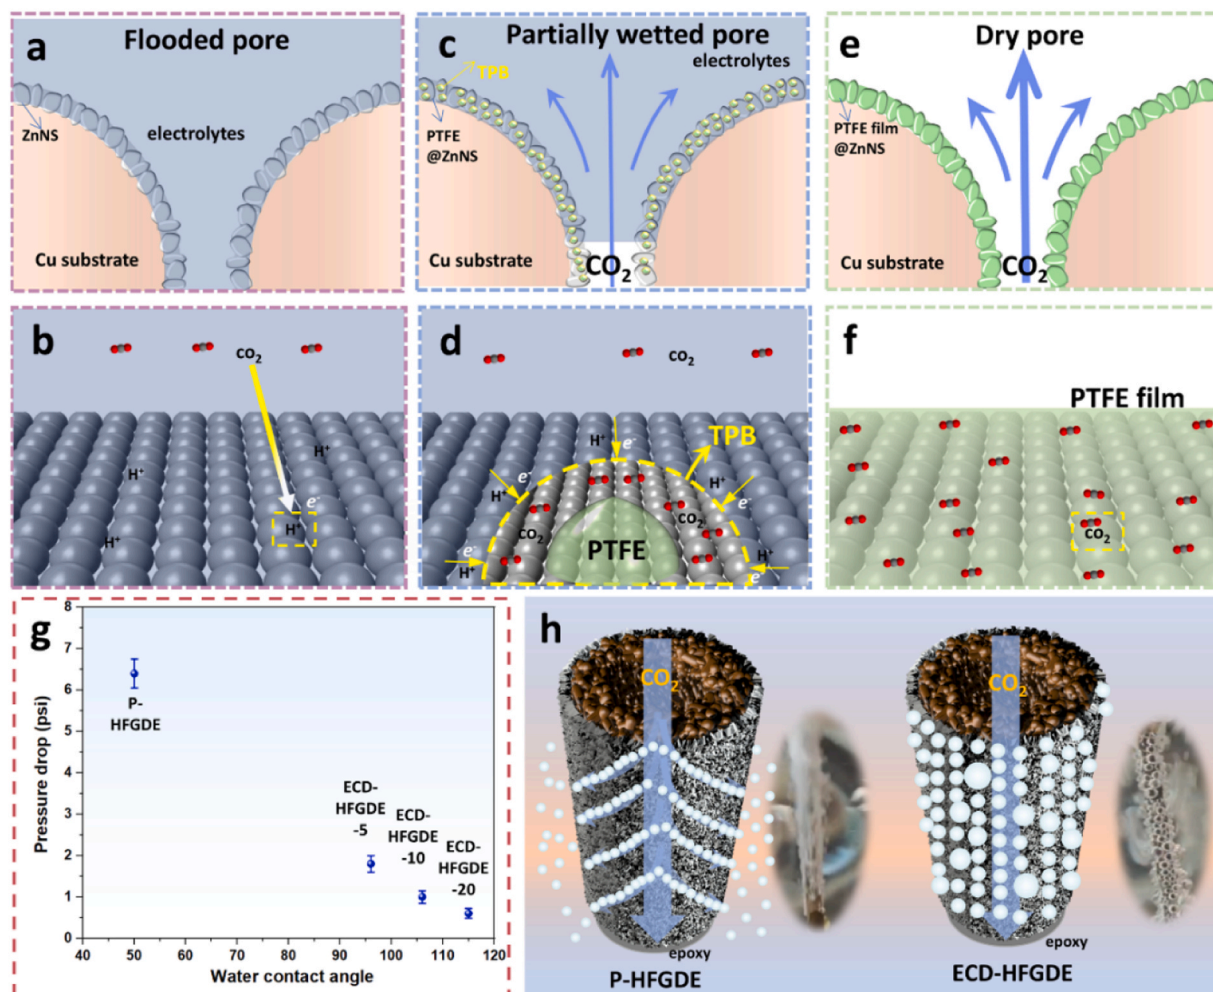 a
Flooded pore
ZnNS
electrolytes
Cu substrate
c
Partially wetted pore
TPB
electrolytes
PTFE
@ZnNS
Cu substrate
CO2
e
Dry pore
PTFE film
@ZnNS
Cu substrate
CO2
b
CO2
H+
H+
e-
H+
H+
d
CO2
H+
e-
TPB
e-
H+
H+
e-
CO2
CO2
PTFE
e-
H+
H+
e-
f
PTFE film
CO2
g
Pressure drop (psi)
8
7
6
5
4
3
2
1
0
P-
HFGDE
ECD-
HFGDE
-5
ECD-
HFGDE
-10
ECD-
HFGDE
-20
40 50 60 70 80 90 100 110 120
Water contact angle
h
CO2
epoxy
P-HFGDE
CO2
epoxy
ECD-HFGDE